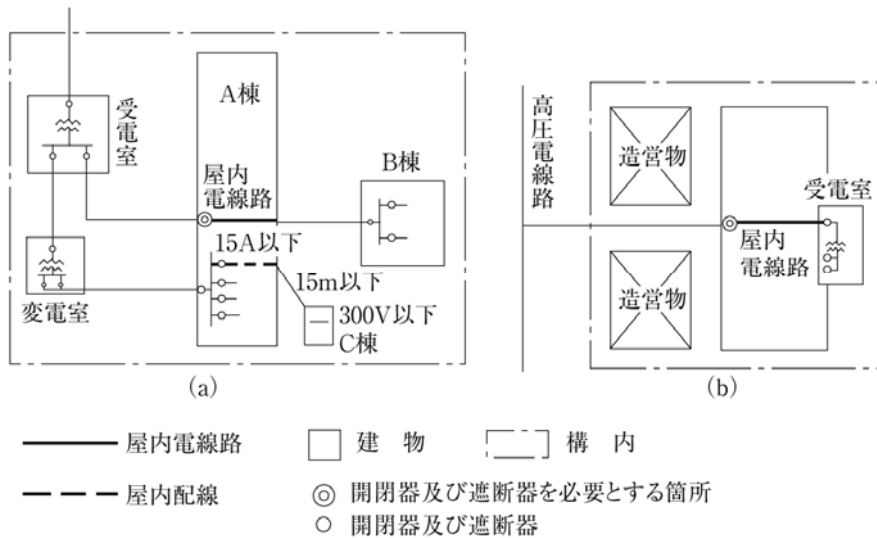 受電室
A棟
B棟
屋内
電線路
15A以下
15m以下
300V以下
C棟
変電室
(a)
高圧電線路
造営物
受電室
屋内
電線路
造営物
(b)
屋内電線路
建 物
構 内
屋内配線
開閉器及び遮断器を必要とする箇所
開閉器及び遮断器